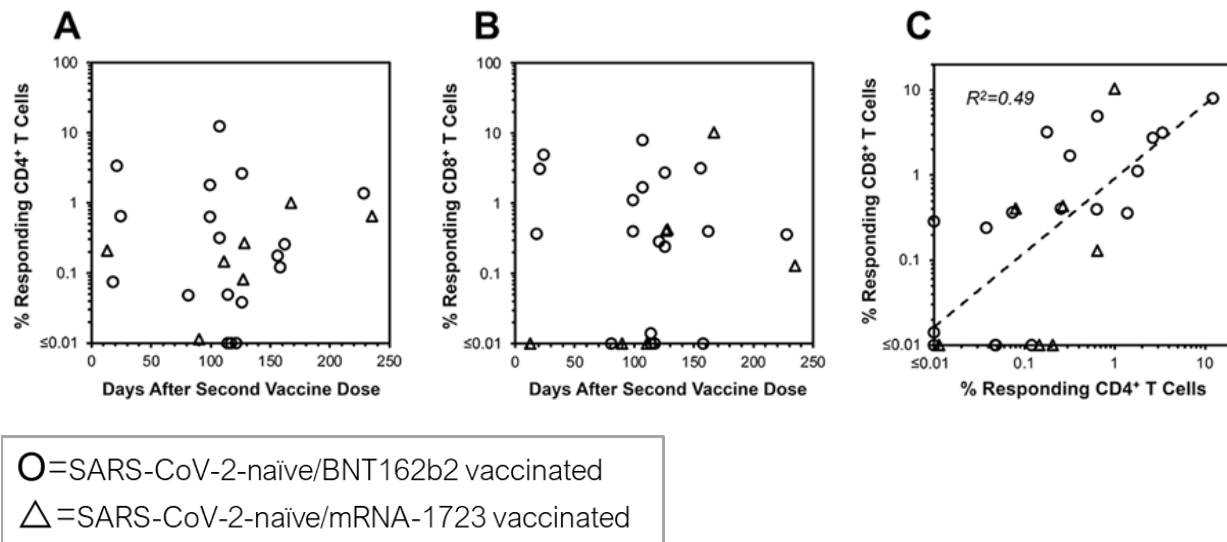 A
B
C
% Responding CD4⁺ T Cells
100
10
1
0.1
≤0.01
0
50
100
150
200
250
Days After Second Vaccine Dose
% Responding CD8⁺ T Cells
100
10
1
0.1
≤0.01
0
50
100
150
200
250
Days After Second Vaccine Dose
% Responding CD8⁺ T Cells
R²=0.49
10
1
0.1
≤0.01
≤0.01
0.1
1
10
% Responding CD4⁺ T Cells
O=SARS-CoV-2-naïve/BNT162b2 vaccinated
△=SARS-CoV-2-naïve/mRNA-1723 vaccinated